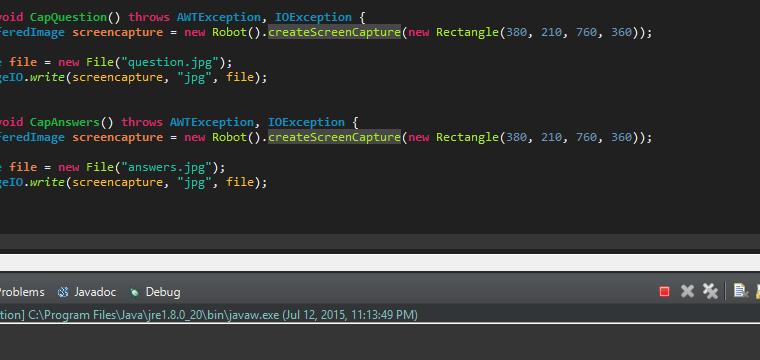 void CapQuestion() throws AWTException, IOException {
feredImage screencapture = new Robot().createScreenCapture(new Rectangle(380, 210, 760, 360));
e file = new File("question.jpg");
geIO.write(screencapture, "jpg", file);
void CapAnswers() throws AWTException, IOException {
feredImage screencapture = new Robot().createScreenCapture(new Rectangle(380, 210, 760, 360));
e file = new File("answers.jpg");
geIO.write(screencapture, "jpg", file);
Problems Javadoc Debug
tion] C:\Program Files\Java\jre1.8.0_20\bin\javaw.exe (Jul 12, 2015, 11:13:49 PM)